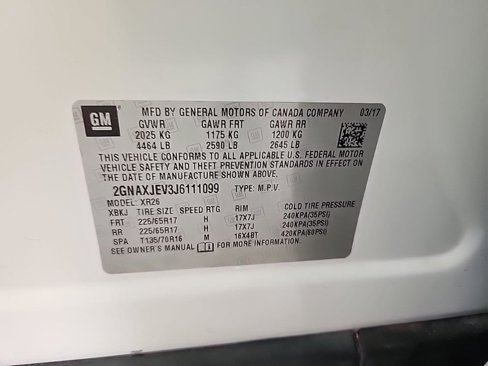 GM
MFD BY GENERAL MOTORS OF CANADA COMPANY 03/17
GVWR GAWR FRT GAWR RR
2025 KG 1175 KG 1200 KG
4464 LB 2590 LB 2645 LB
THIS VEHICLE CONFORMS TO ALL APPLICABLE U.S. FEDERAL MOTOR
VEHICLE SAFETY AND THEFT PREVENTION STANDARDS IN EFFECT ON
THE DATE OF MANUFACTURE SHOWN ABOVE.
2GNAXJEV3J6111099 TYPE: M.P.V.
MODEL: XR26
XBKJ TIRE SIZE SPEED RTG RIM COLD TIRE PRESSURE
FRT 225/65R17 H 17X7J 240KPA(35PSI)
RR 225/65R17 H 17X7J 240KPA(35PSI)
SPA T135/70R16 M 16X4BT 420KPA(60PSI)
SEE OWNER'S MANUAL FOR MORE INFORMATION.